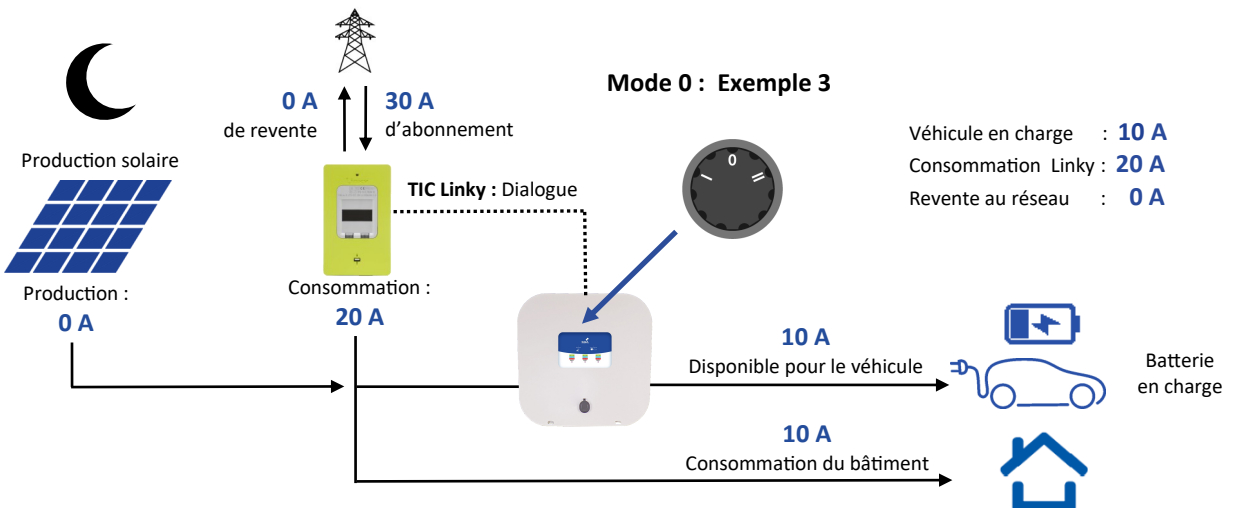 Mode 0 : Exemple 3
0 A
de revente
30 A
d'abonnement
Production solaire
TIC Linky : Dialogue
0
Véhicule en charge : 10 A
Consommation Linky : 20 A
Revente au réseau : 0 A
Production :
0 A
Consommation :
20 A
10 A
Disponible pour le véhicule
Batterie
en charge
10 A
Consommation du bâtiment